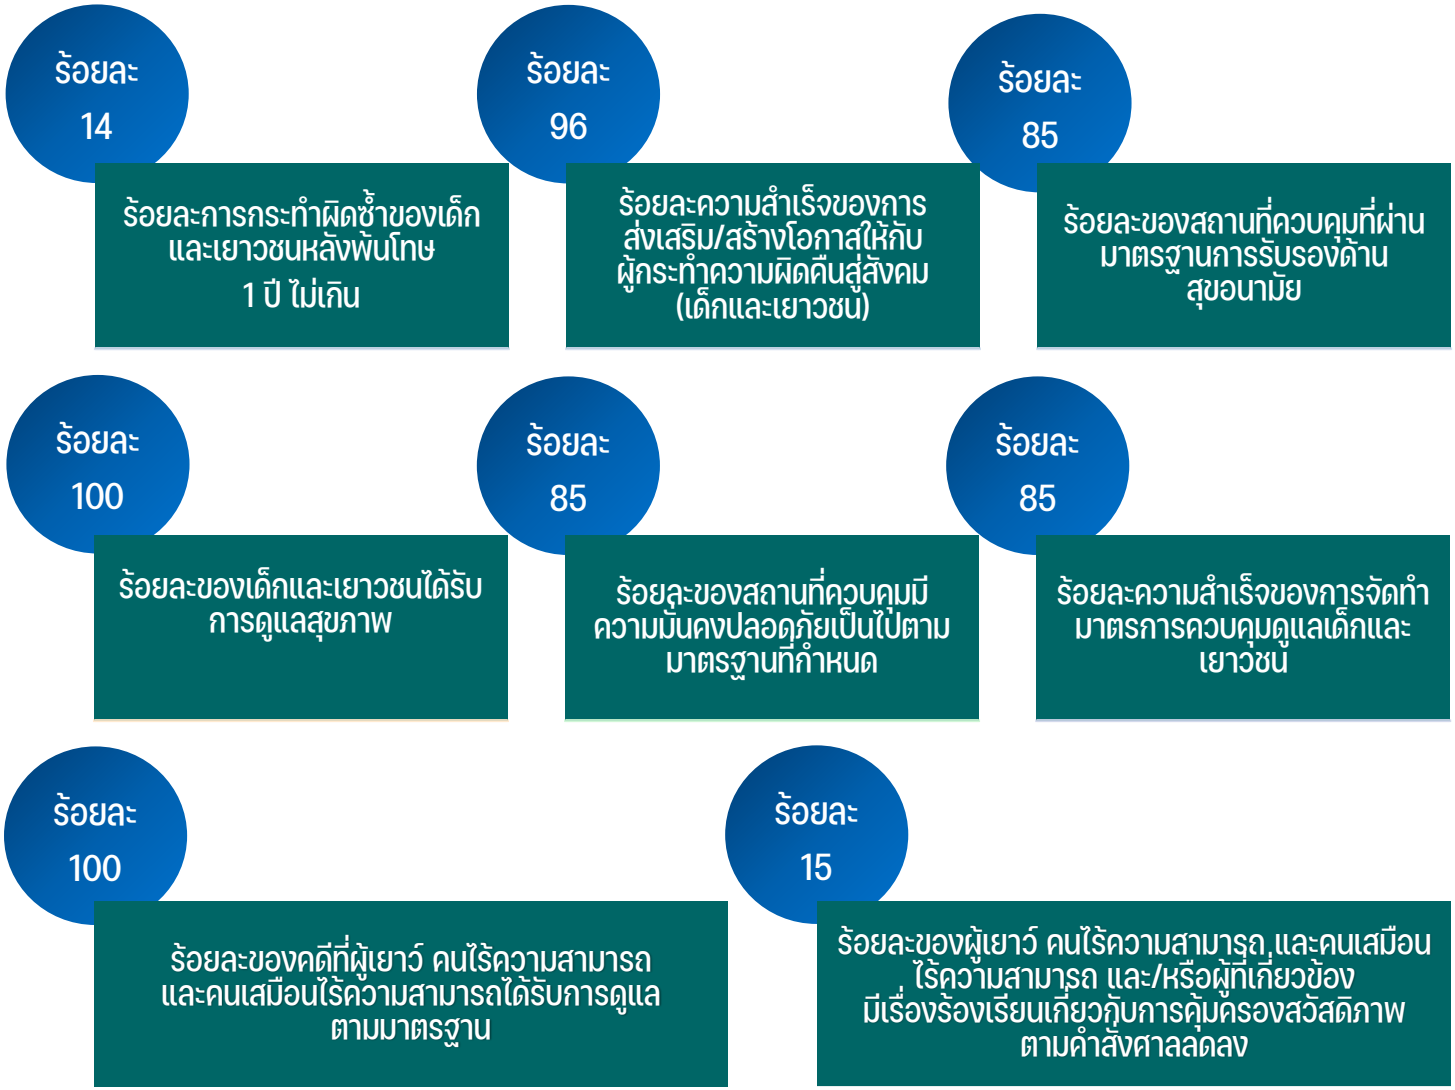 ร้อยละ
14
ร้อยละการกระทำผิดซ้ำของเด็ก
และเยาวชนหลังพ้นโทษ
1 ปี ไม่เกิน
ร้อยละ
96
ร้อยละความสำเร็จของการ
ส่งเสริม/สร้างโอกาสให้กับ
ผู้กระทำความผิดคืนสู่สังคม
(เด็กและเยาวชน)
ร้อยละ
85
ร้อยละของสถานที่ควบคุมที่ผ่าน
มาตรฐานการรับรองด้าน
สุขอนามัย
ร้อยละ
100
ร้อยละของเด็กและเยาวชนได้รับ
การดูแลสุขภาพ
ร้อยละ
85
ร้อยละของสถานที่ควบคุมมี
ความมั่นคงปลอดภัยเป็นไปตาม
มาตรฐานที่กำหนด
ร้อยละ
85
ร้อยละความสำเร็จของการจัดทำ
มาตรการควบคุมดูแลเด็กและ
เยาวชน
ร้อยละ
100
ร้อยละของคดีที่ผู้เยาว์ คนไร้ความสามารถ
และคนเสมือนไร้ความสามารถได้รับการดูแล
ตามมาตรฐาน
ร้อยละ
15
ร้อยละของผู้เยาว์ คนไร้ความสามารถ และคนเสมือน
ไร้ความสามารถ และ/หรือผู้ที่เกี่ยวข้อง
มีเรื่องร้องเรียนเกี่ยวกับการคุ้มครองสวัสดิภาพ
ตามคำสั่งศาลลดลง